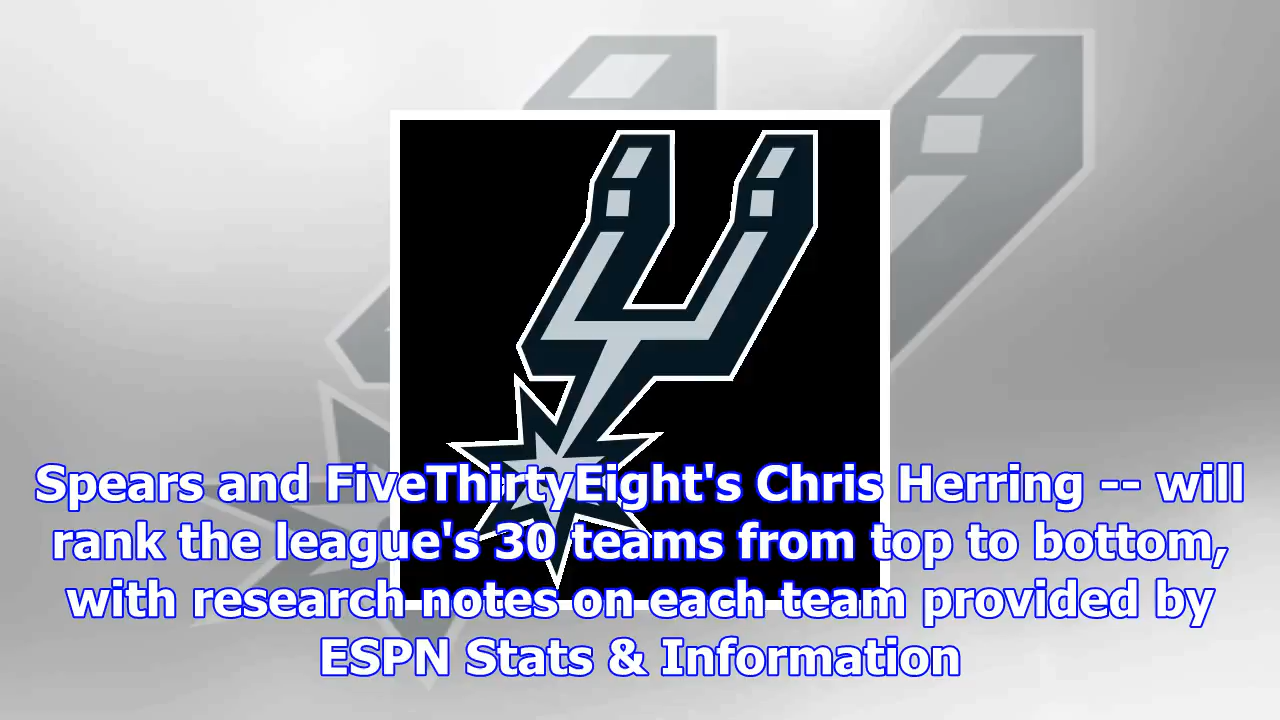 Spears and FiveThirtyEight's Chris Herring -- will
rank the league's 30 teams from top to bottom,
with research notes on each team provided by
ESPN Stats & Information